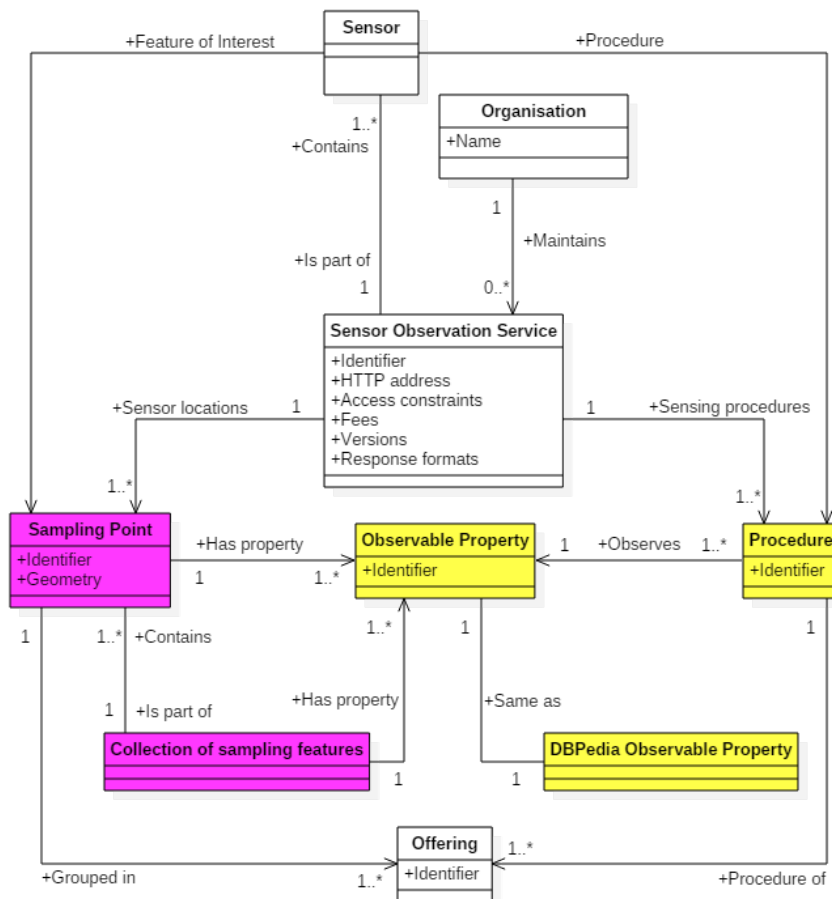 Sensor
+Feature of Interest
+Procedure
1..*
+Contains
Organisation
+Name
1
+Maintains
+Is part of
1
0..*
Sensor Observation Service
+Identifier
+HTTP address
+Access constraints
+Fees
+Versions
+Response formats
+Sensor locations
1
1
+Sensing procedures
1..*
1..*
Sampling Point
+Identifier
+Geometry
+Has property
1
1..*
Observable Property
+Identifier
1
+Observes
1..*
Procedure
+Identifier
1
1..*
+Contains
1..*
1
1
+Has property
+Same as
1
+Is part of
Collection of sampling features
1
1
DBPedia Observable Property
Offering
+Identifier
1..*
+Grouped in
1..*
+Procedure of